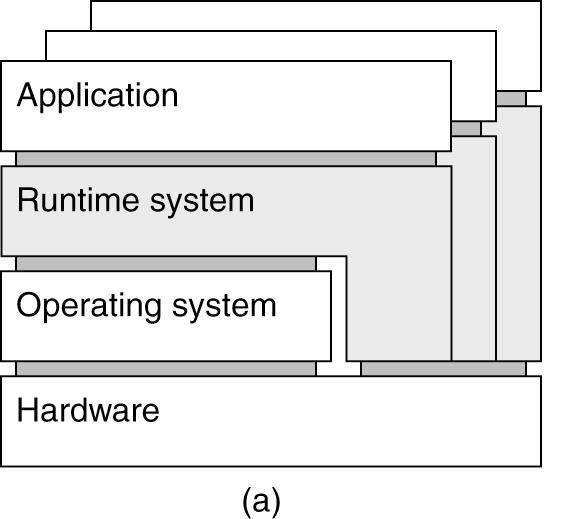 Application
Runtime system
Operating system
Hardware
(a)